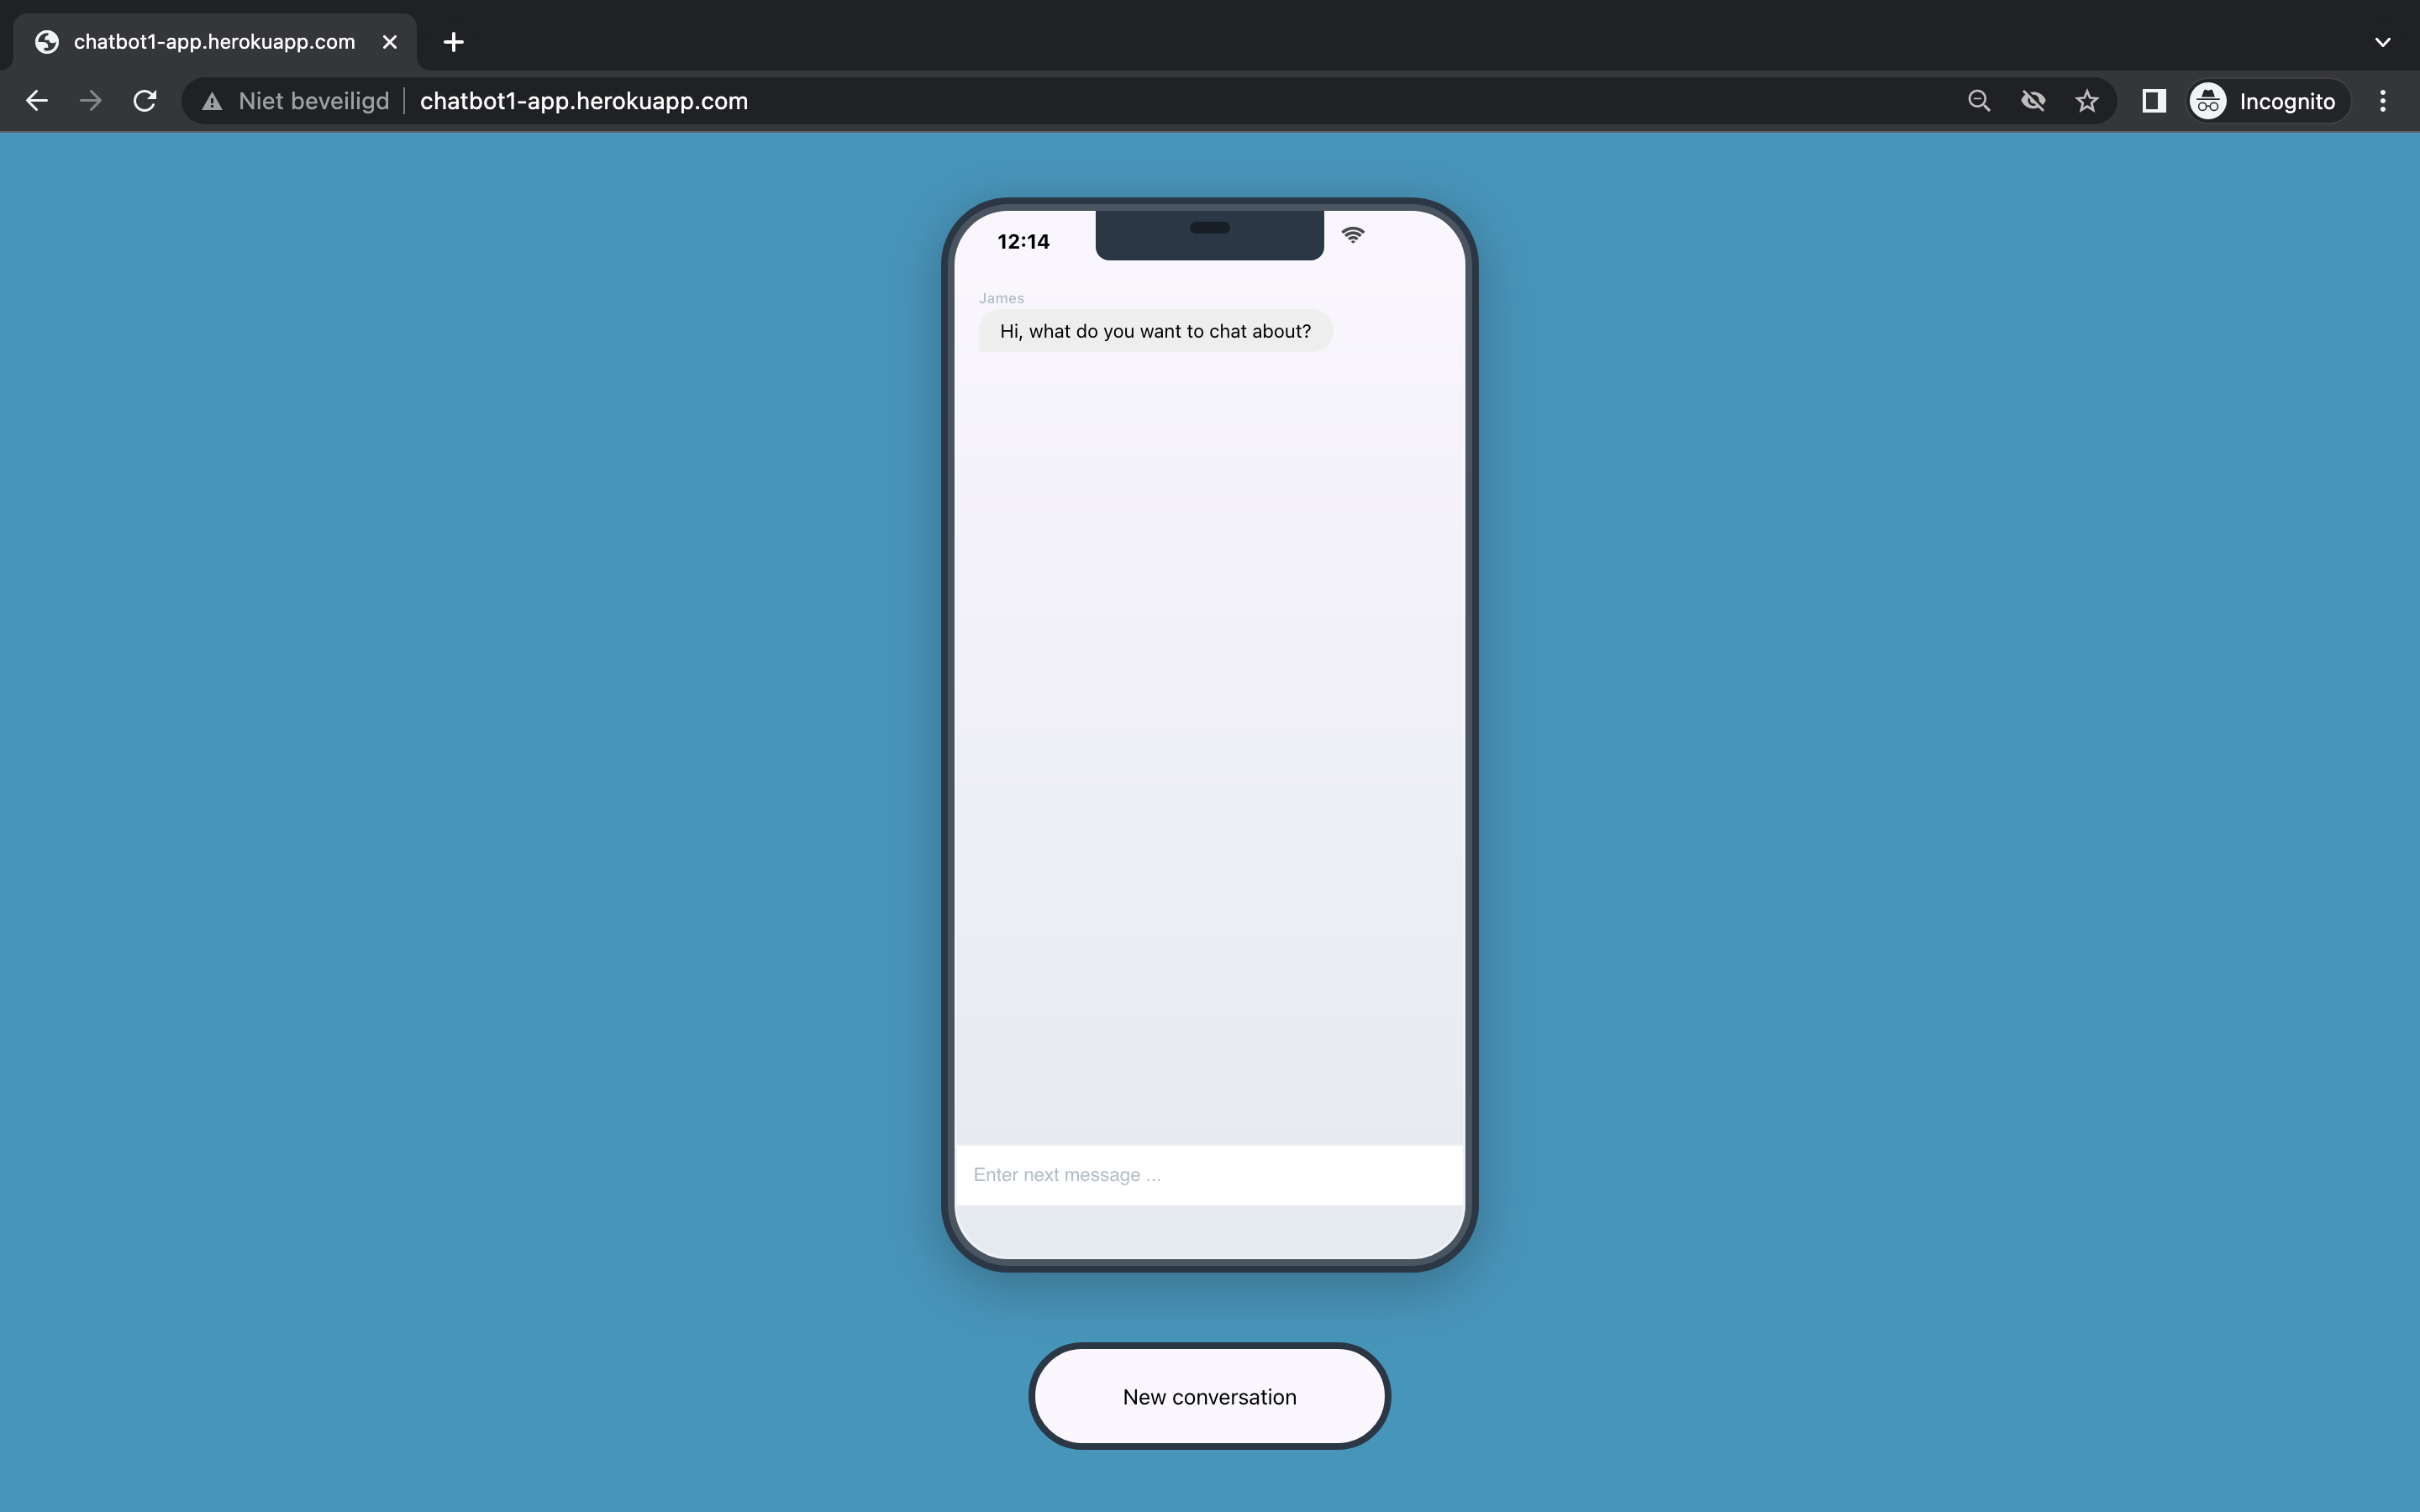 chatbot1-app.herokuapp.com
Niet beveiligd
chatbot1-app.herokuapp.com
Incognito
12:14
James
Hi, what do you want to chat about?
Enter next message ...
New conversation